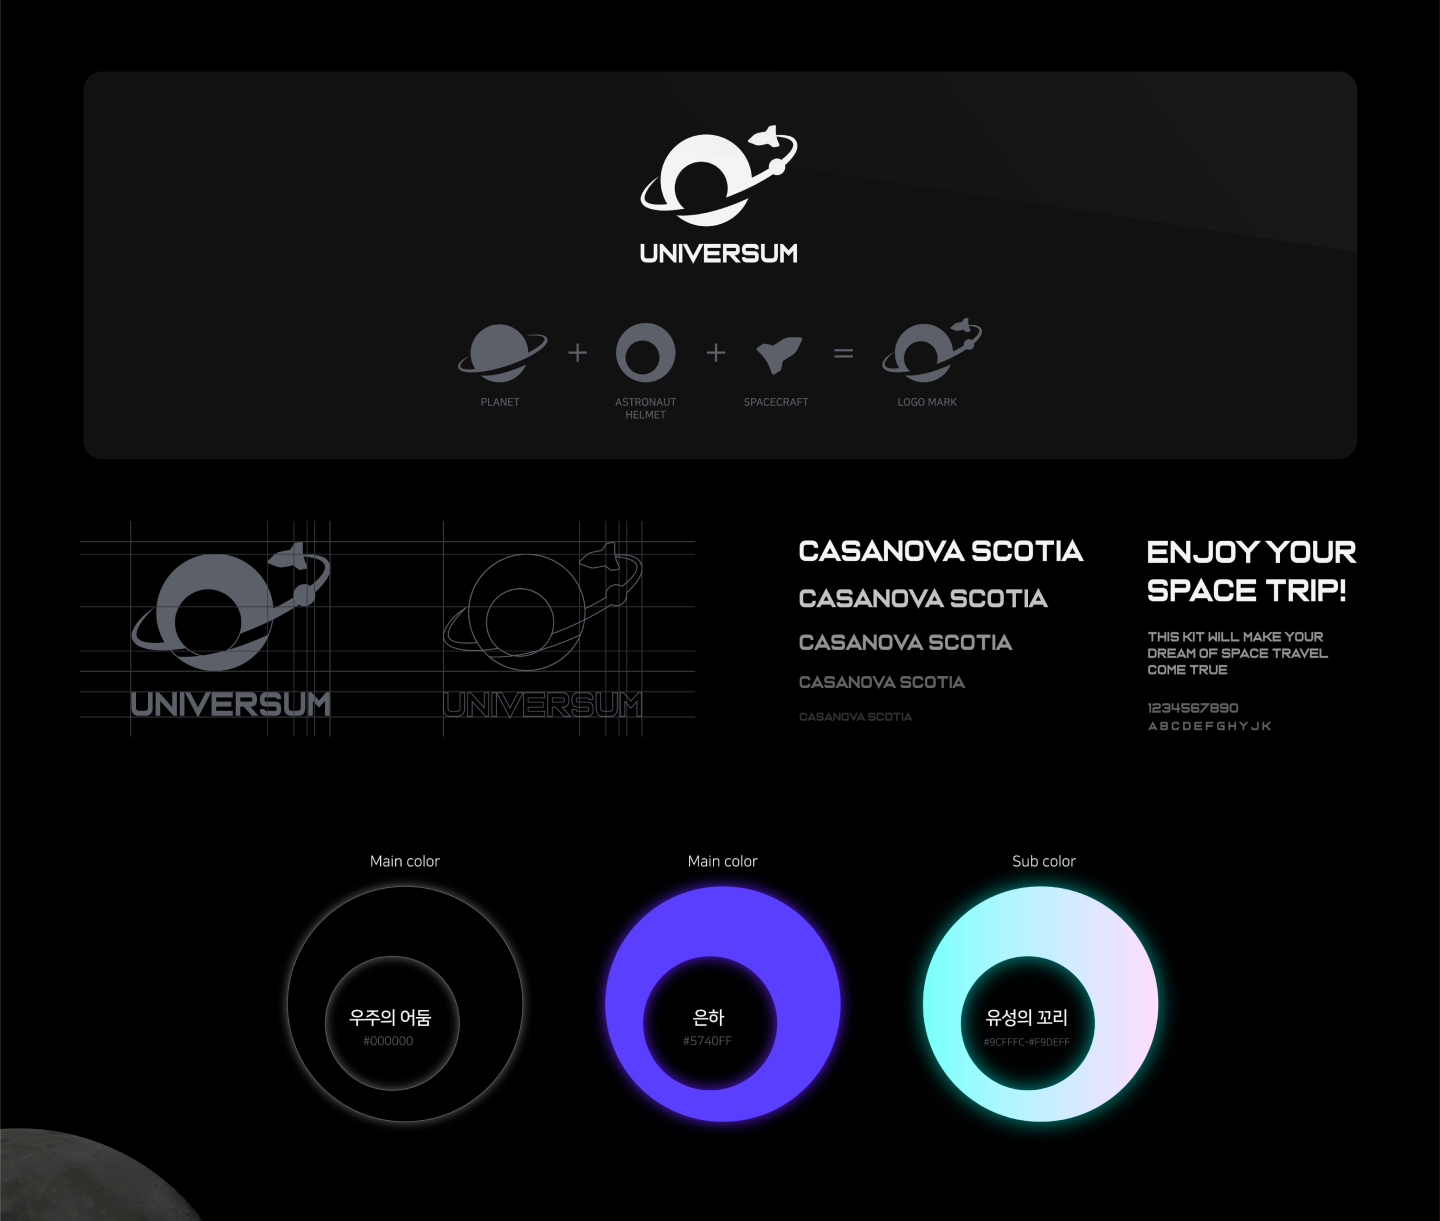 UNIVERSUM
+ + =
PLANET
ASTRONAUT
HELMET
SPACECRAFT
LOGO MARK
UNIVERSUM
UNIVERSUM
CASANOVA SCOTIA
CASANOVA SCOTIA
CASANOVA SCOTIA
CASANOVA SCOTIA
CASANOVA SCOTIA
ENJOY YOUR
SPACE TRIP!
THIS KIT WILL MAKE YOUR
DREAM OF SPACE TRAVEL
COME TRUE
1234567890
ABCDEFGHYJK
Main color
우주의 어둠
#000000
Main color
은하
#5740FF
Sub color
유성의 꼬리
#9CFFFC-#F9DEFF